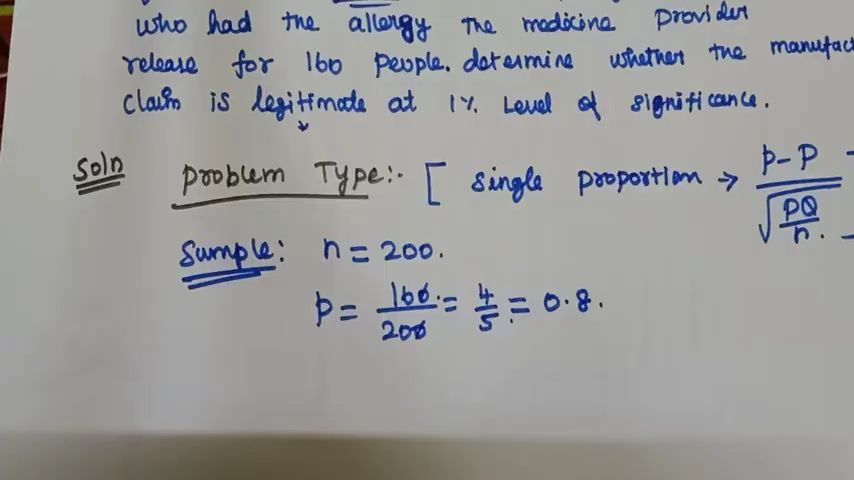 who had the allergy The medicine provider
release for 160 people. determine whether the manufac
claim is legitimate at 1% Level of significance.
Soln Problem Type:- [ single proportion → p-P / √PQ/n.
Sample: n = 200.
p = 160/200 = 4/5 = 0.8.